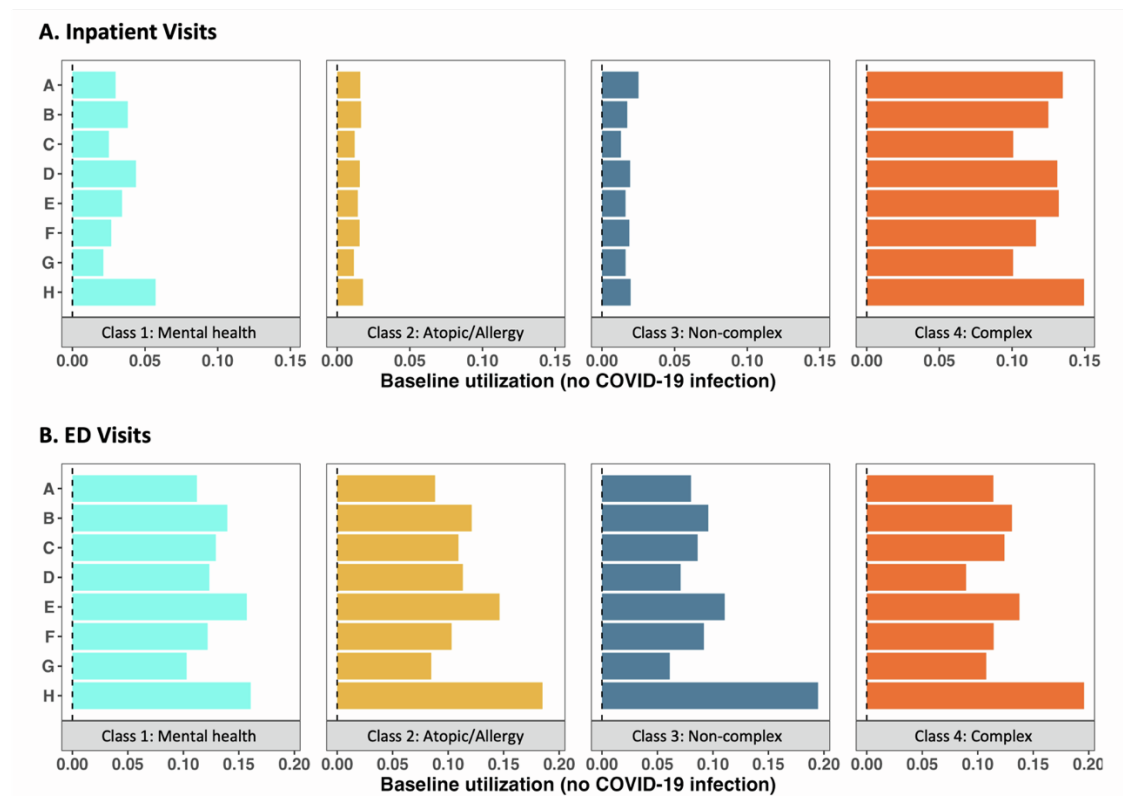 A. Inpatient Visits
A
B
C
D
E
F
G
H
Class 1: Mental health
Class 2: Atopic/Allergy
Class 3: Non-complex
Class 4: Complex
0.00 0.05 0.10 0.15
0.00 0.05 0.10 0.15
0.00 0.05 0.10 0.15
0.00 0.05 0.10 0.15
Baseline utilization (no COVID-19 infection)
B. ED Visits
A
B
C
D
E
F
G
H
Class 1: Mental health
Class 2: Atopic/Allergy
Class 3: Non-complex
Class 4: Complex
0.00 0.05 0.10 0.15 0.20
0.00 0.05 0.10 0.15 0.20
0.00 0.05 0.10 0.15 0.20
0.00 0.05 0.10 0.15 0.20
Baseline utilization (no COVID-19 infection)